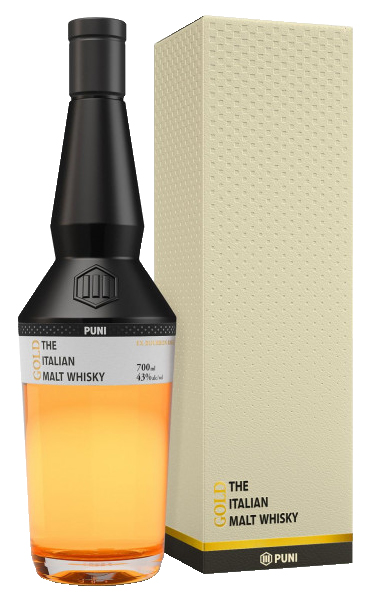 PUNI
GOLD
THE
ITALIAN
MALT WHISKY
700ml
43%alc/vol
GOLD
THE
ITALIAN
MALT WHISKY
PUNI